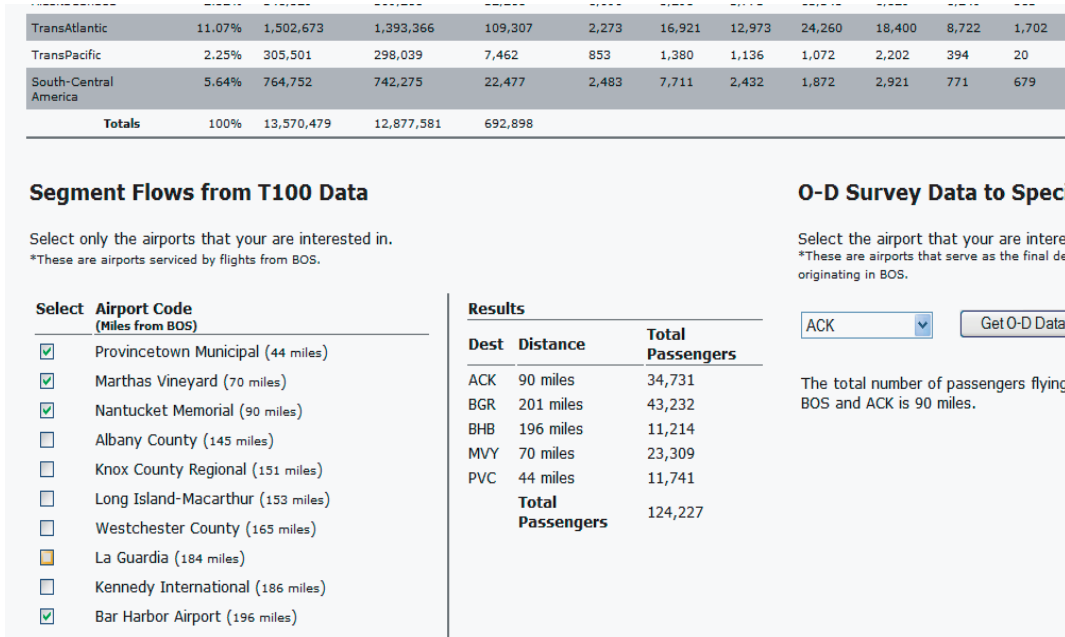 TransAtlantic 11.07% 1,502,673 1,393,366 109,307 2,273 16,921 12,973 24,260 18,400 8,722 1,702
TransPacific 2.25% 305,501 298,039 7,462 853 1,380 1,136 1,072 2,202 394 20
South-Central America 5.64% 764,752 742,275 22,477 2,483 7,711 2,432 1,872 2,921 771 679
Totals 100% 13,570,479 12,877,581 692,898
Segment Flows from T100 Data
Select only the airports that your are interested in.
*These are airports serviced by flights from BOS.
Select Airport Code
(Miles from BOS)
Provincetown Municipal (44 miles)
Marthas Vineyard (70 miles)
Nantucket Memorial (90 miles)
Albany County (145 miles)
Knox County Regional (151 miles)
Long Island-Macarthur (153 miles)
Westchester County (165 miles)
La Guardia (184 miles)
Kennedy International (186 miles)
Bar Harbor Airport (196 miles)
Results
Dest Distance Total Passengers
ACK 90 miles 34,731
BGR 201 miles 43,232
BHB 196 miles 11,214
MVY 70 miles 23,309
PVC 44 miles 11,741
Total Passengers 124,227
O-D Survey Data to Speci
Select the airport that your are intere
*These are airports that serve as the final de
originating in BOS.
ACK
Get O-D Data
The total number of passengers flying
BOS and ACK is 90 miles.